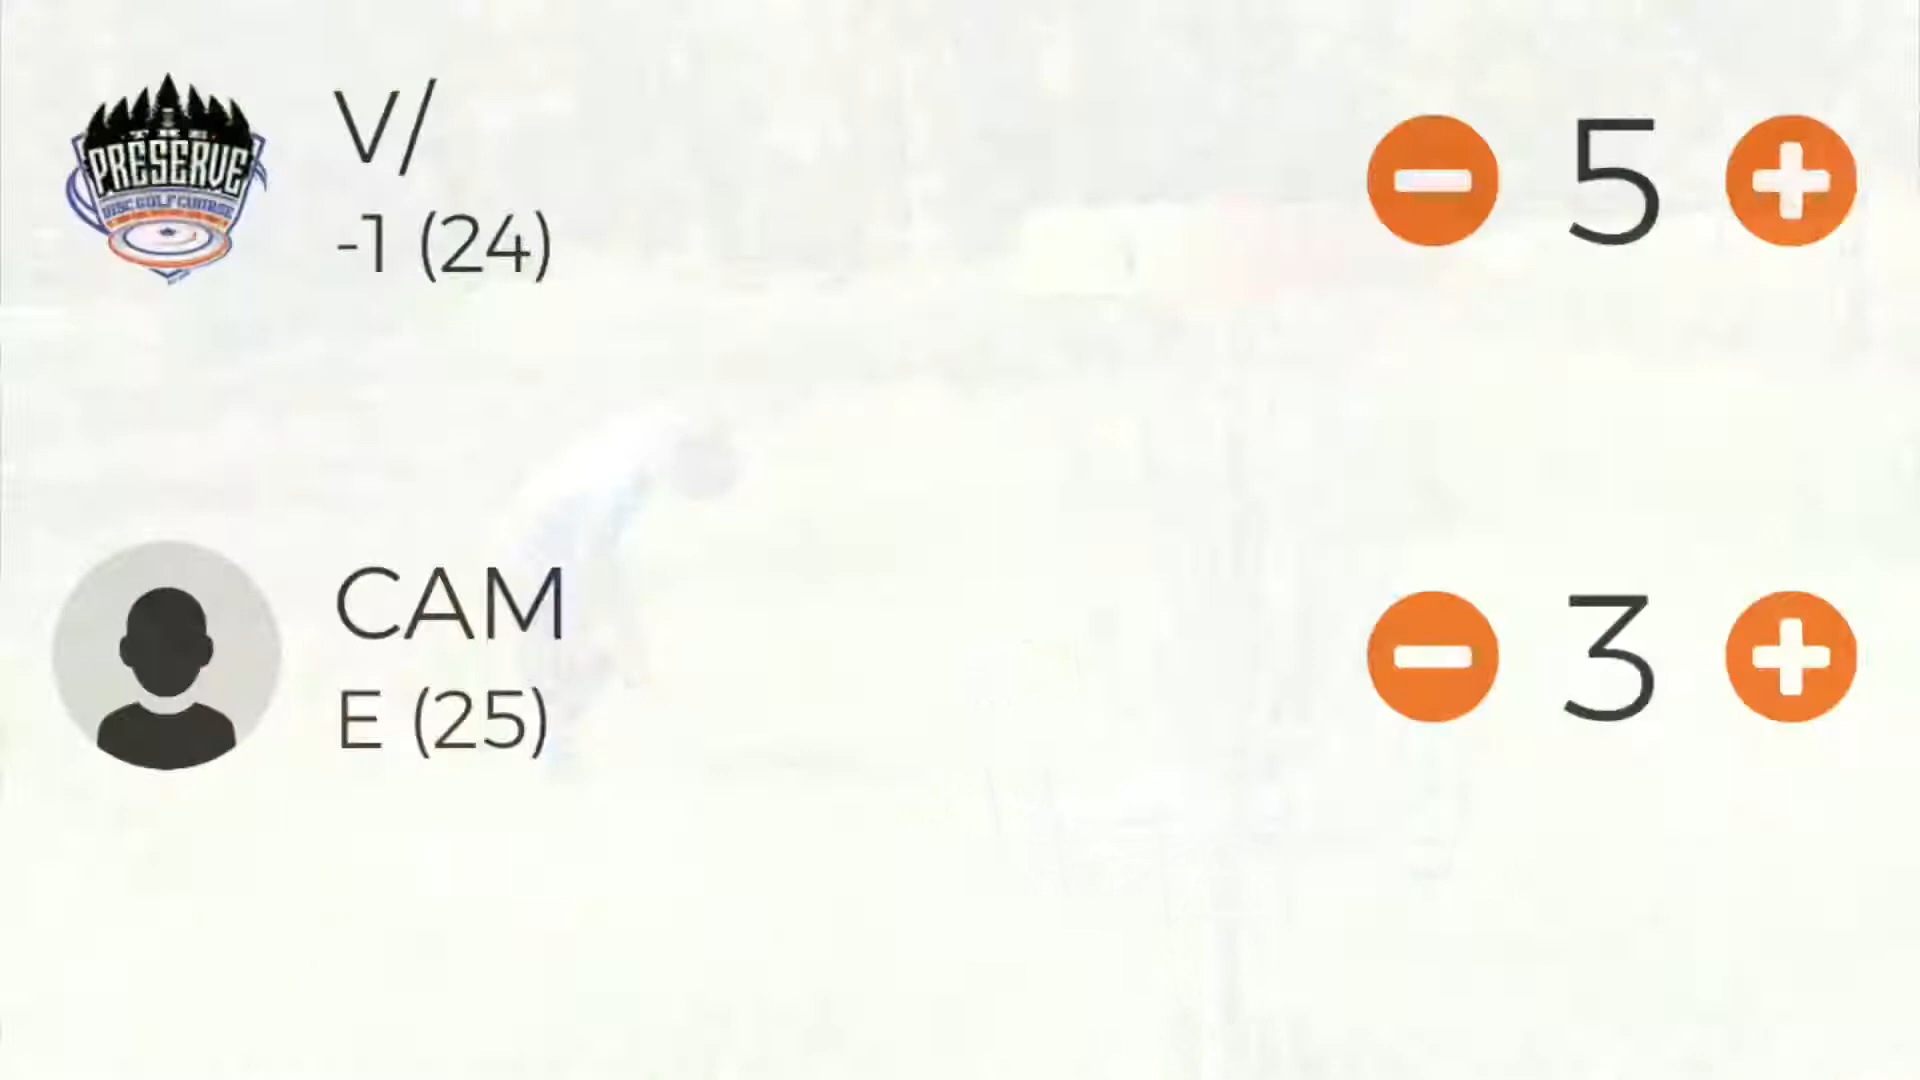 THE
PRESERVE
DISC GOLF COURSE
V/
-1 (24)
5
CAM
E (25)
3